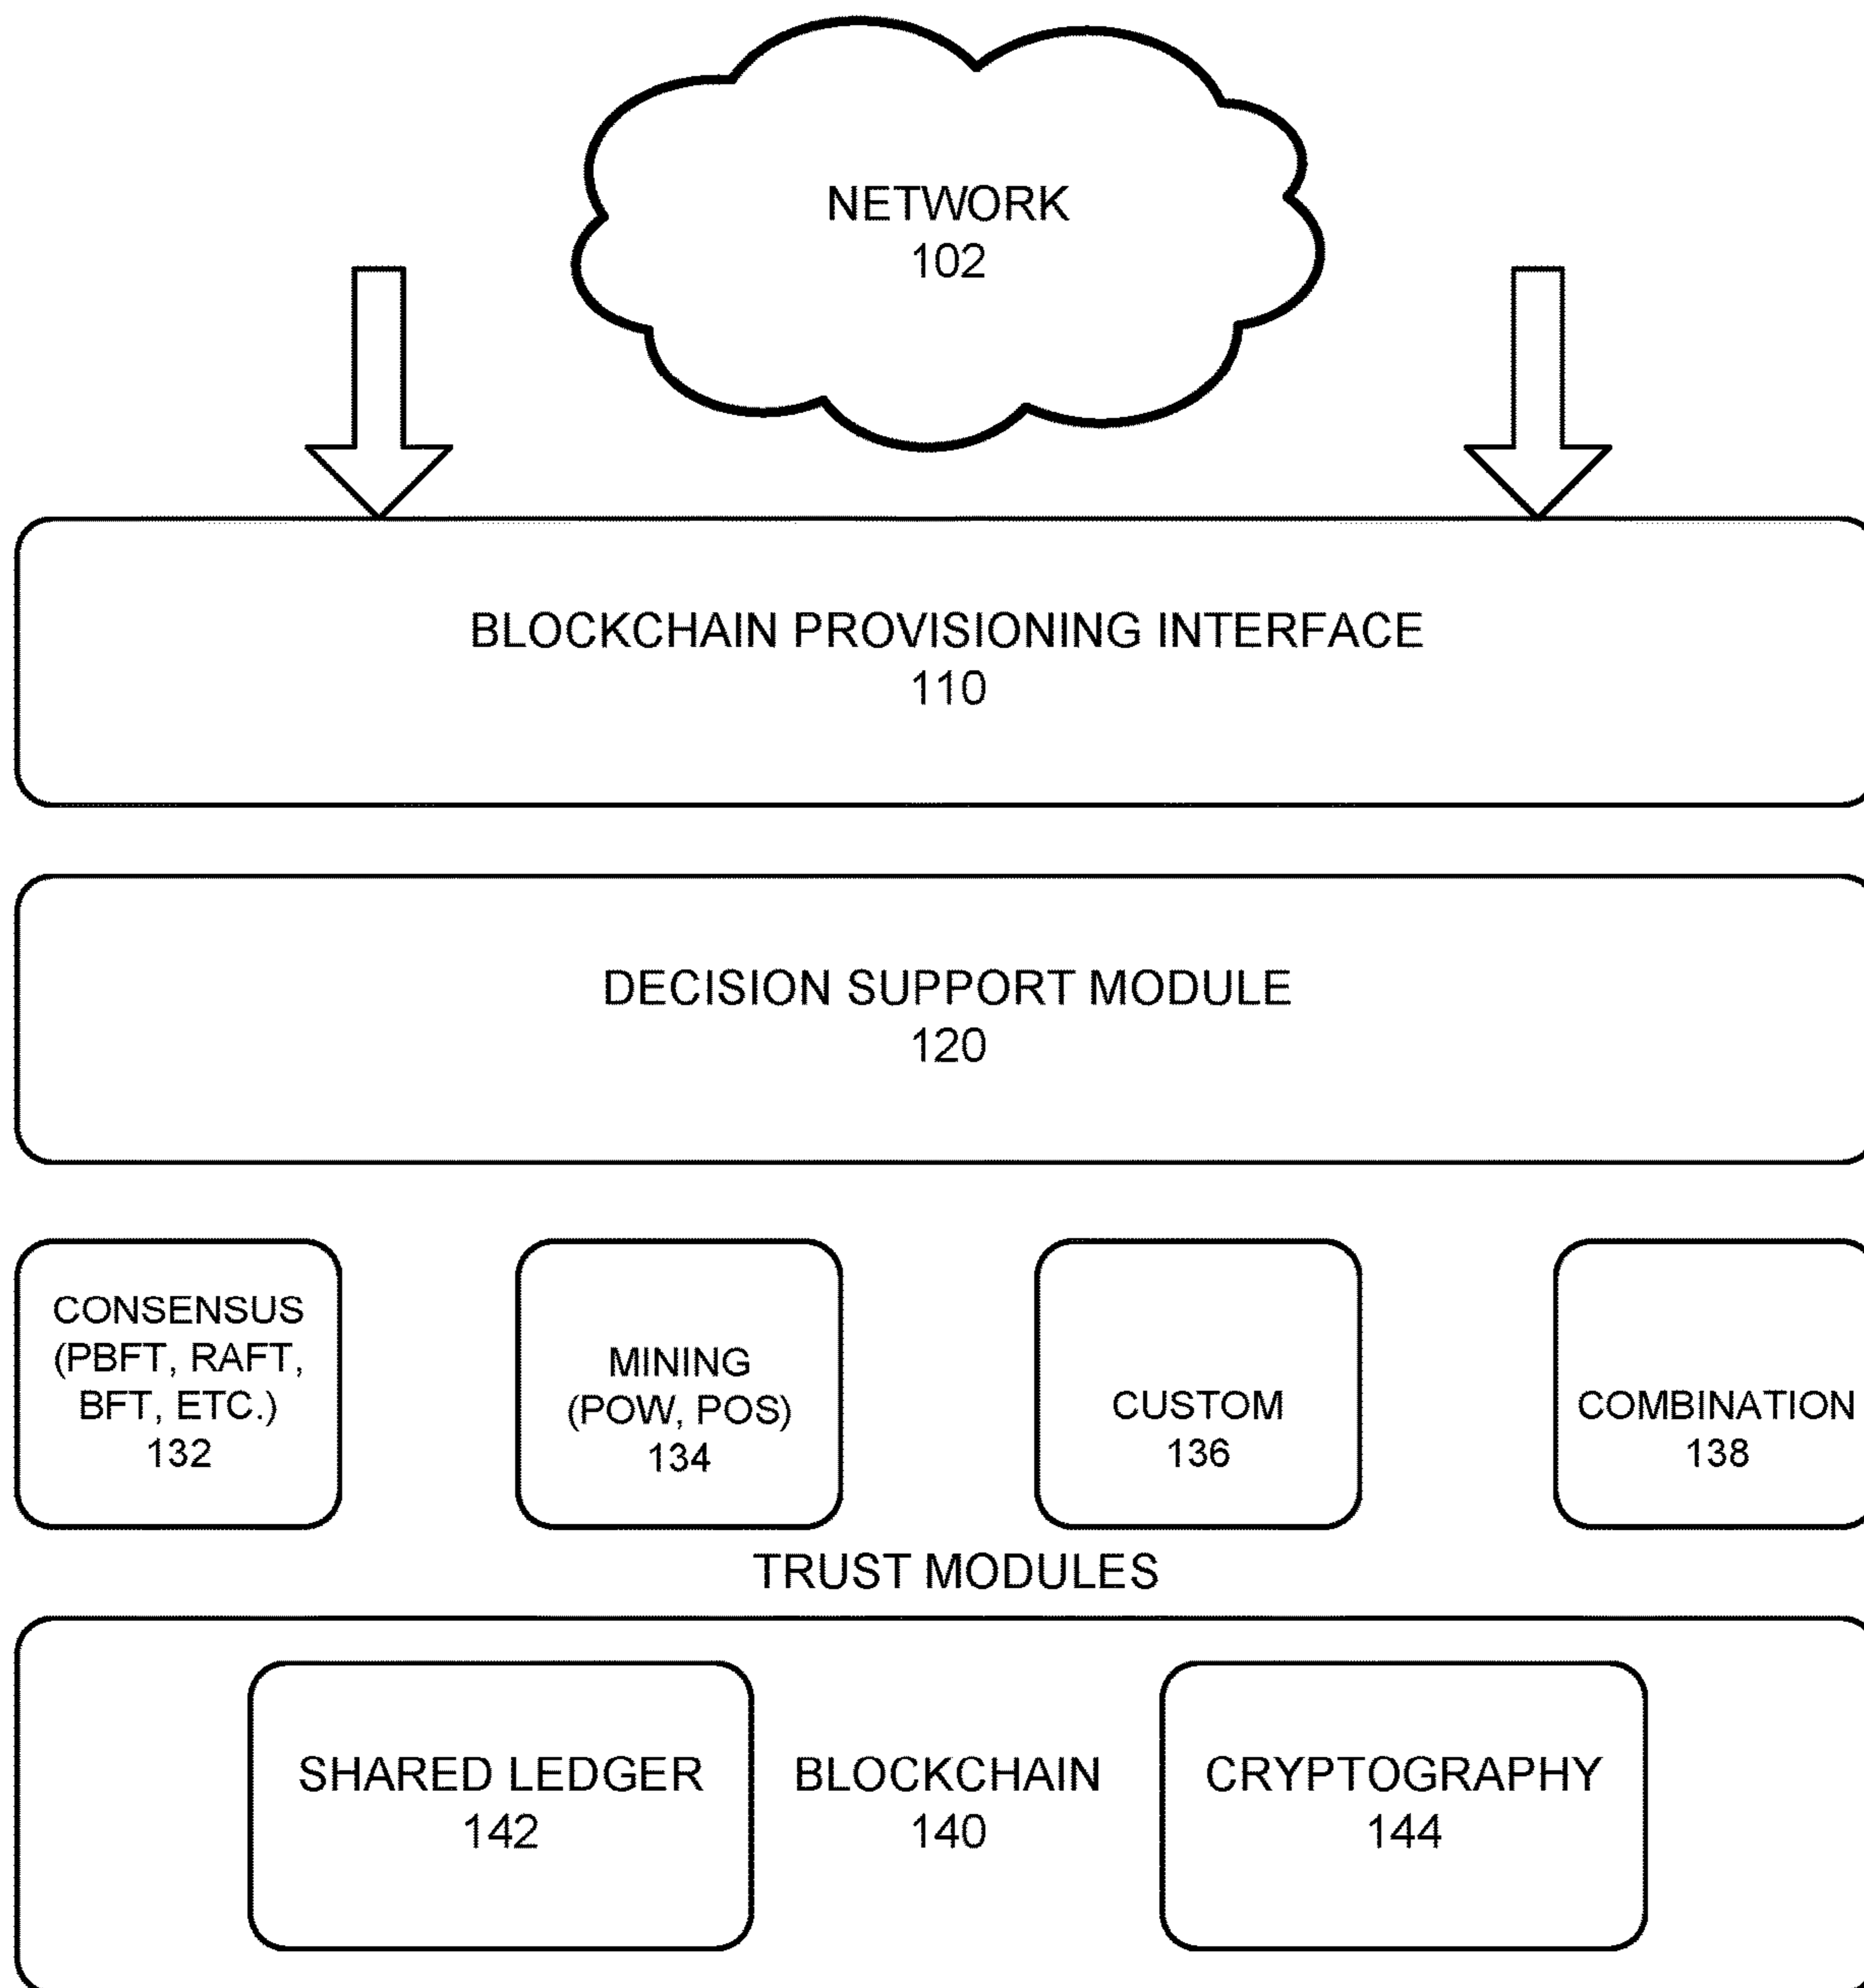 NETWORK
102
BLOCKCHAIN PROVISIONING INTERFACE
110
DECISION SUPPORT MODULE
120
CONSENSUS
(PBFT, RAFT,
BFT, ETC.)
132
MINING
(POW, POS)
134
CUSTOM
136
COMBINATION
138
TRUST MODULES
SHARED LEDGER
142
BLOCKCHAIN
140
CRYPTOGRAPHY
144